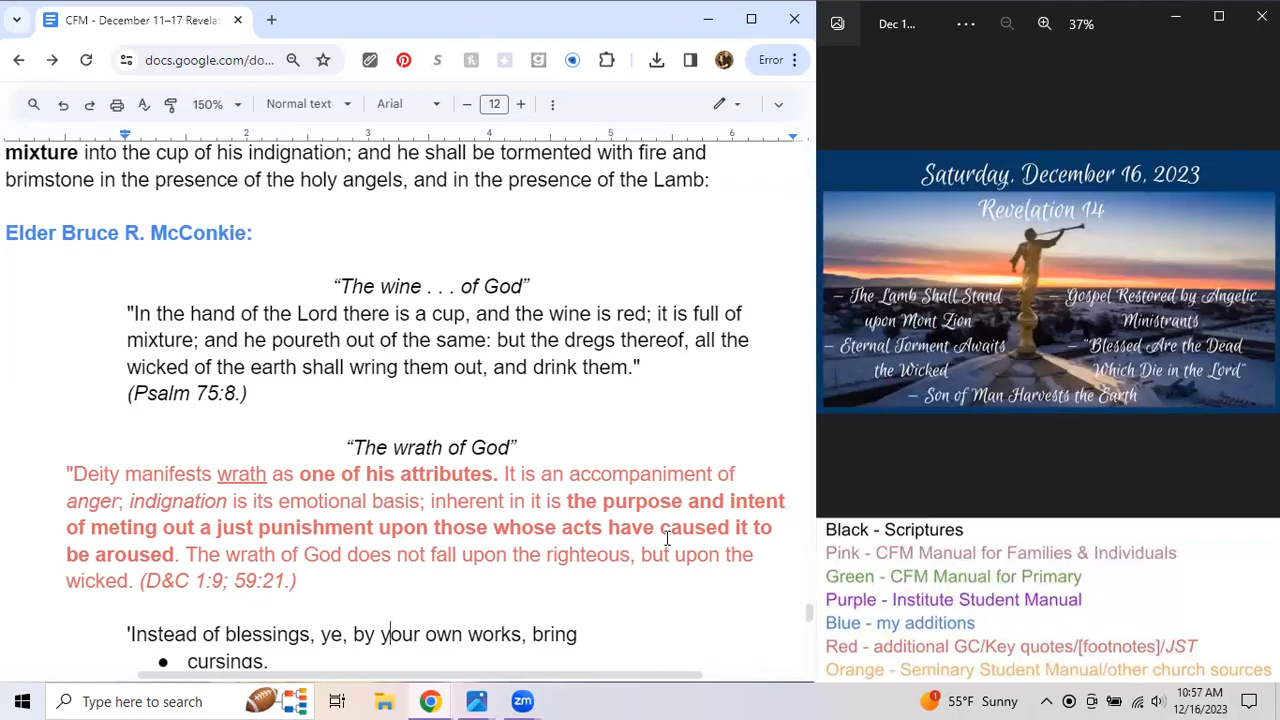 CFM - December 11–17 Revelat
docs.google.com/do...
Error
150%
Normal text
Arial
12
2
3
4
5
6
mixture into the cup of his indignation; and he shall be tormented with fire and
brimstone in the presence of the holy angels, and in the presence of the Lamb:
Elder Bruce R. McConkie:
“The wine . . . of God”
"In the hand of the Lord there is a cup, and the wine is red; it is full of
mixture; and he poureth out of the same: but the dregs thereof, all the
wicked of the earth shall wring them out, and drink them."
(Psalm 75:8.)
“The wrath of God”
"Deity manifests wrath as one of his attributes. It is an accompaniment of
anger; indignation is its emotional basis; inherent in it is the purpose and intent
of meting out a just punishment upon those whose acts have caused it to
be aroused. The wrath of God does not fall upon the righteous, but upon the
wicked. (D&C 1:9; 59:21.)
'Instead of blessings, ye, by your own works, bring
● cursings.
Dec 1...
37%
Saturday, December 16, 2023
Revelation 14
– The Lamb Shall Stand
upon Mont Zion
– Eternal Torment Awaits
the Wicked
– Gospel Restored by Angelic
Ministrants
– "Blessed Are the Dead
Which Die in the Lord"
– Son of Man Harvests the Earth
Black - Scriptures
Pink - CFM Manual for Families & Individuals
Green - CFM Manual for Primary
Purple - Institute Student Manual
Blue - my additions
Red - additional GC/Key quotes/[footnotes]/JST
Orange - Seminary Student Manual/other church sources
Type here to search
1
55°F Sunny
10:57 AM
12/16/2023